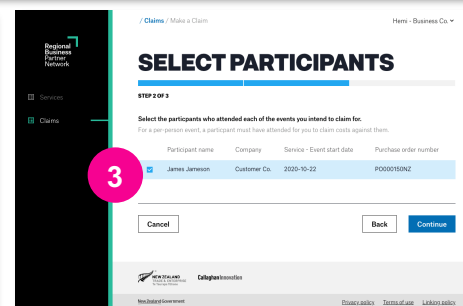 / Claims / Make a Claim
Hemi - Business Co.
Regional
Business
Partner
Network
SELECT PARTICIPANTS
Services
STEP 2 OF 3
Claims
Select the particpants who attended each of the events you intend to claim for.
For a per-person event, a particpant must have attended for you to claim costs against them.
Participant name Company Service - Event start date Purchase order number
3
James Jameson Customer Co. 2020-10-22 PO000150NZ
Cancel Back Continue
NEW ZEALAND
TRADE & ENTERPRISE
Callaghan Innovation
New Zealand Government
Privacy policy Terms of use Linking policy